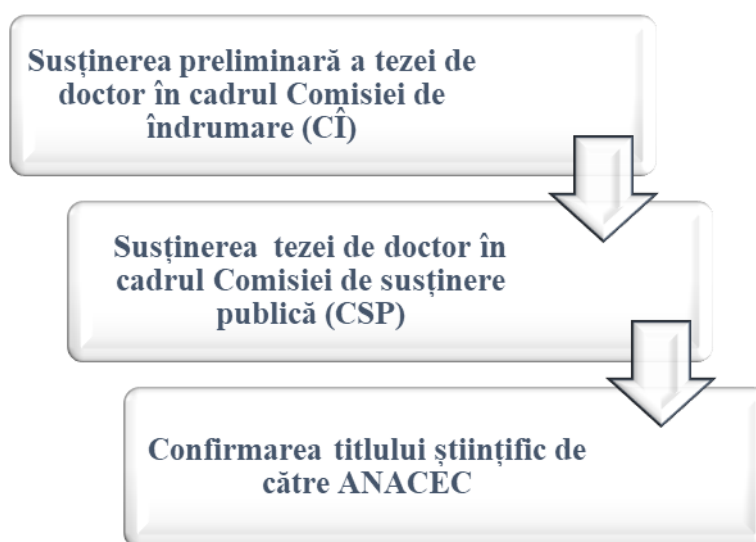 Susținerea preliminară a tezei de
doctor în cadrul Comisiei de
îndrumare (CÎ)
Susținerea tezei de doctor în
cadrul Comisiei de susținere
publică (CSP)
Confirmarea titlului științific de
către ANACEC